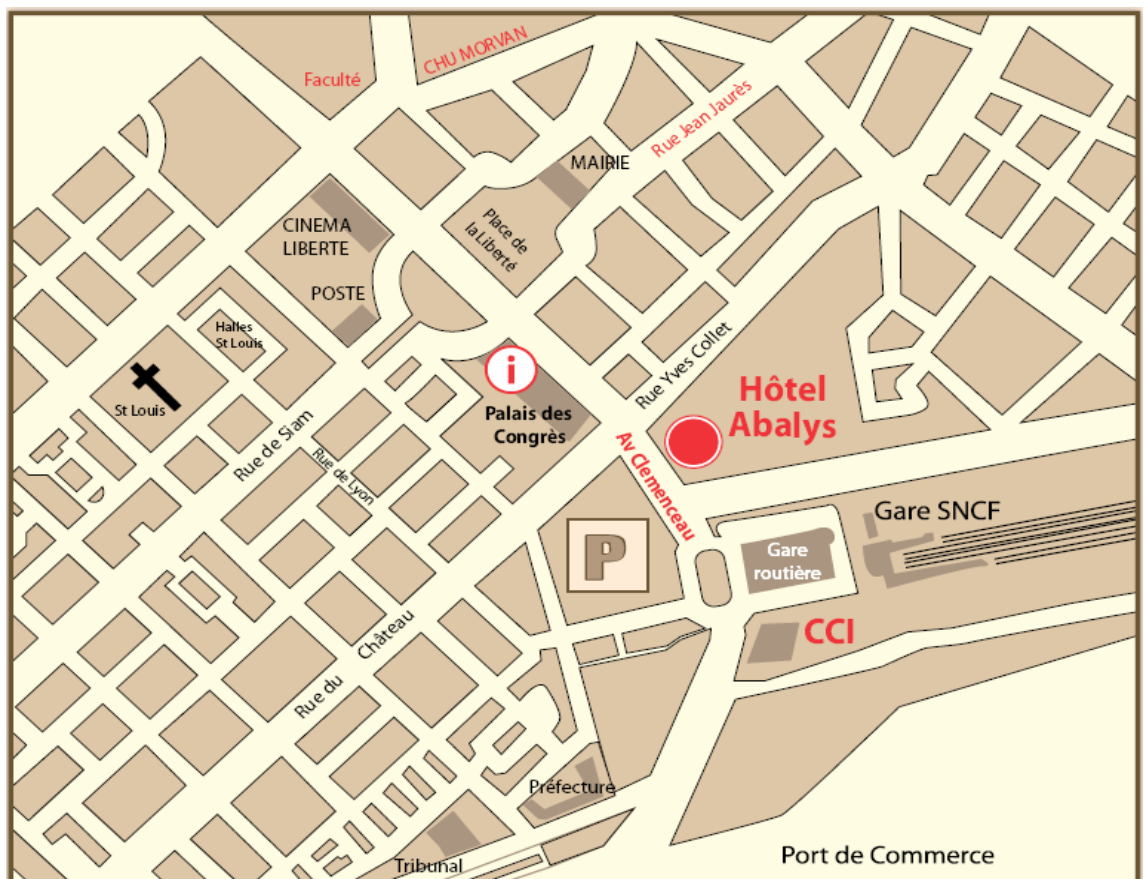 CHU MORVAN
Faculté
Rue Jean Jaurès
MAIRIE
CINEMA
LIBERTE
Place de
la Liberté
POSTE
Halles
St Louis
St Louis
i
Palais des
Congrès
Rue Yves Collet
Hôtel
Abalys
Rue de Siam
Rue de Lyon
Av Clemenceau
Gare SNCF
P
Gare
routière
CCI
Rue du Château
Préfecture
Tribunal
Port de Commerce